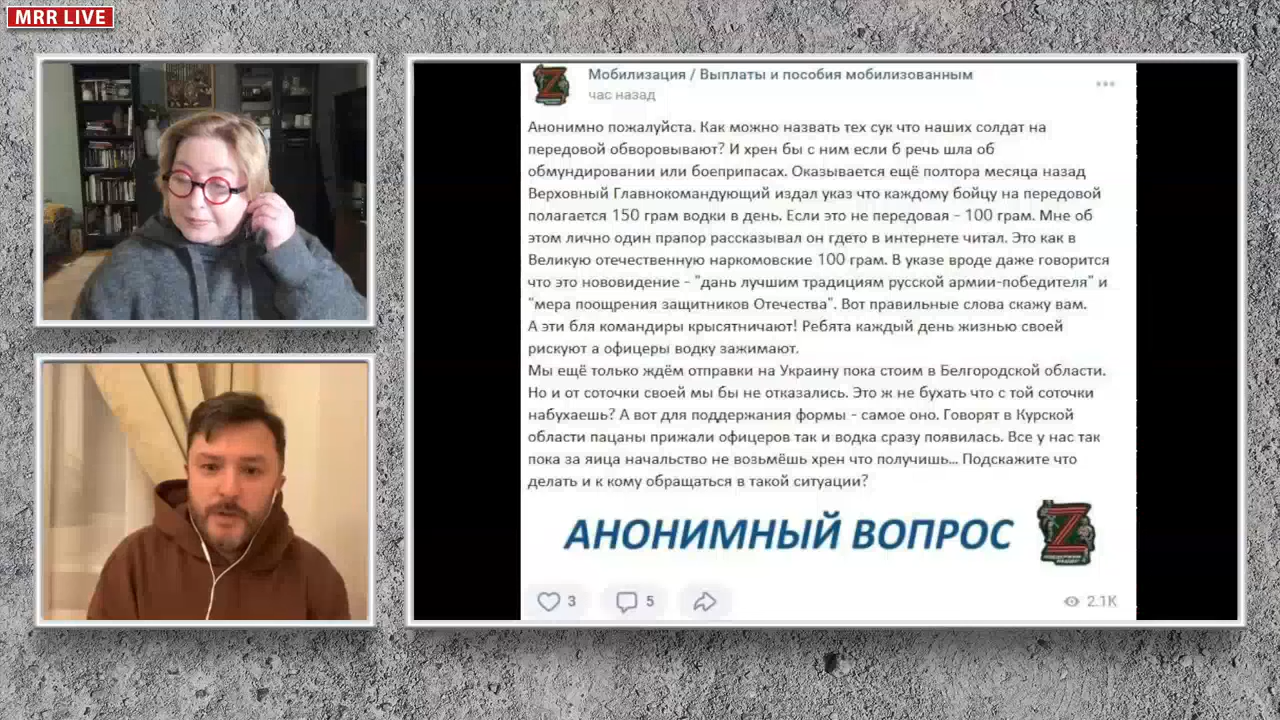 MRR LIVE
Мобилизация / Выплаты и пособия мобилизованным
час назад
Анонимно пожалуйста. Как можно назвать тех сук что наших солдат на
передовой обворовывают? И хрен бы с ним если б речь шла об
обмундировании или боеприпасах. Оказывается ещё полтора месяца назад
Верховный Главнокомандующий издал указ что каждому бойцу на передовой
полагается 150 грам водки в день. Если это не передовая – 100 грам. Мне об
этом лично один прапор рассказывал он гдето в интернете читал. Это как в
Великую отечественную наркомовские 100 грам. В указе вроде даже говорится
что это нововидение – "дань лучшим традициям русской армии-победителя" и
"мера поощрения защитников Отечества". Вот правильные слова скажу вам.
А эти бля командиры крысятничают! Ребята каждый день жизнью своей
рискуют а офицеры водку зажимают.
Мы ещё только ждём отправки на Украину пока стоим в Белгородской области.
Но и от соточки своей мы бы не отказались. Это ж не бухать что с той соточки
набухаешь? А вот для поддержания формы – самое оно. Говорят в Курской
области пацаны прижали офицеров так и водка сразу появилась. Все у нас так
пока за яица начальство не возьмёшь хрен что получишь... Подскажите что
делать и к кому обращаться в такой ситуации?
АНОНИМНЫЙ ВОПРОС
3
5
2.1K